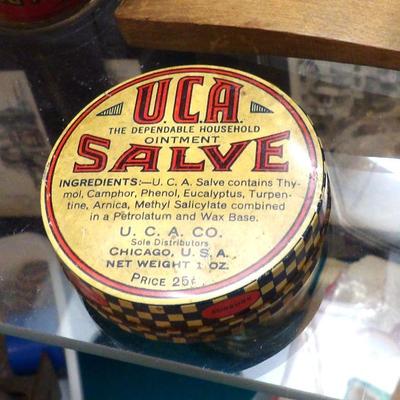 U.C.A.
THE DEPENDABLE HOUSEHOLD
OINTMENT
SALVE
INGREDIENTS:—U. C. A. Salve contains Thy-
mol, Camphor, Phenol, Eucalyptus, Turpen-
tine, Arnica, Methyl Salicylate combined
in a Petrolatum and Wax Base.
U. C. A. CO.
Sole Distributors
CHICAGO, U. S. A.
NET WEIGHT 1 OZ.
PRICE 25¢
SUNBURN